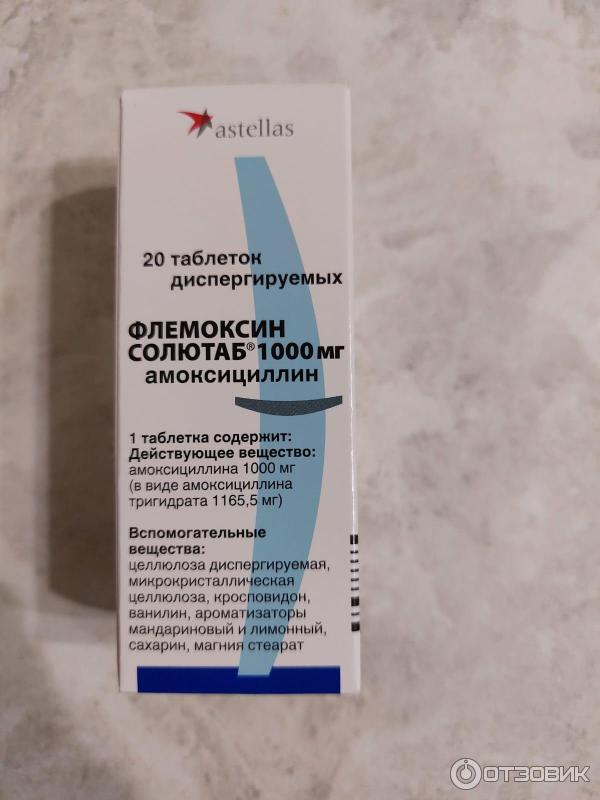 astellas
20 таблеток
диспергируемых
ФЛЕМОКСИН
СОЛЮТАБ® 1000 мг
амоксициллин
1 таблетка содержит:
Действующее вещество:
амоксициллина 1000 мг
(в виде амоксициллина
тригидрата 1165,5 мг)
Вспомогательные
вещества:
целлюлоза диспергируемая,
микрокристаллическая
целлюлоза, кросповидон,
ванилин, ароматизаторы
мандариновый и лимонный,
сахарин, магния стеарат
ОТЗОВИК